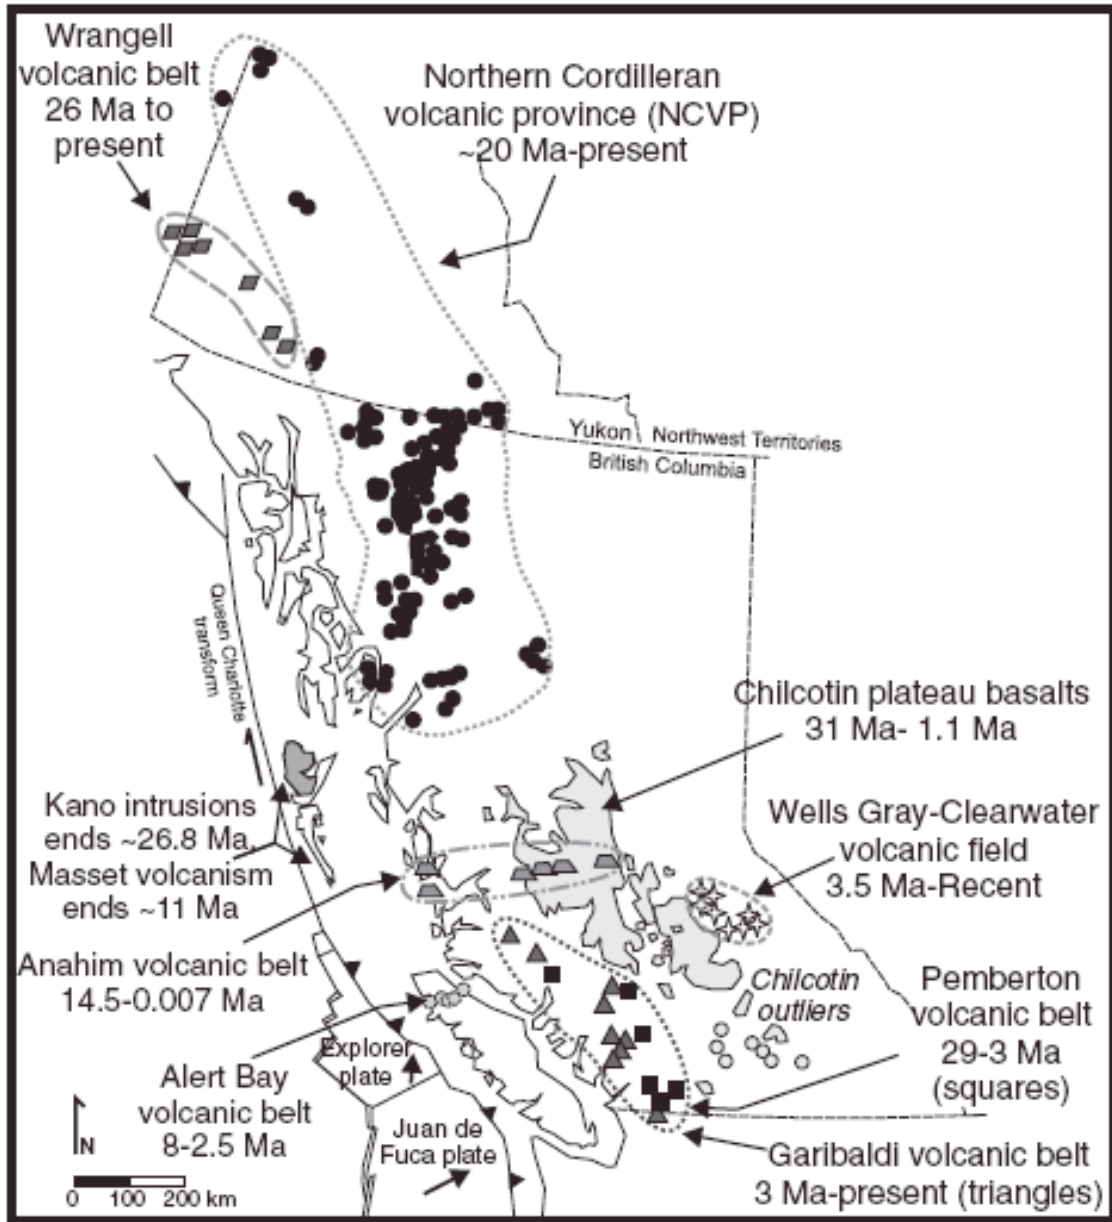 Wrangell
volcanic belt
26 Ma to
present
Northern Cordilleran
volcanic province (NCVP)
~20 Ma-present
Yukon
Northwest Territories
British Columbia
Queen Charlotte
transform
Chilcotin plateau basalts
31 Ma- 1.1 Ma
Kano intrusions
ends ~26.8 Ma,
Masset volcanism
ends ~11 Ma
Wells Gray-Clearwater
volcanic field
3.5 Ma-Recent
Anahim volcanic belt
14.5-0.007 Ma
Chilcotin
outliers
Pemberton
volcanic belt
29-3 Ma
(squares)
Explorer
plate
Alert Bay
volcanic belt
8-2.5 Ma
Juan de
Fuca plate
Garibaldi volcanic belt
3 Ma-present (triangles)
N
0 100 200 km